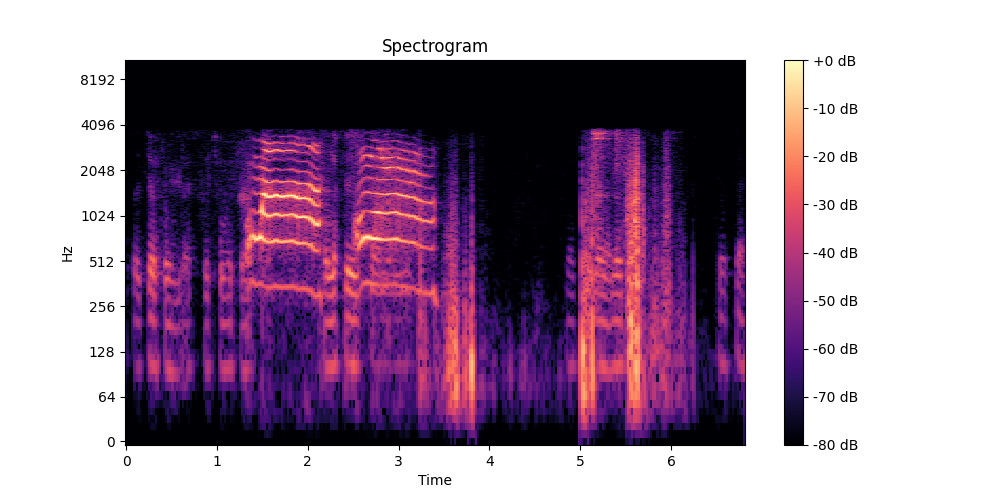 Spectrogram
8192
4096
2048
1024
512
256
128
64
0
Hz
0 1 2 3 4 5 6
Time
+0 dB
-10 dB
-20 dB
-30 dB
-40 dB
-50 dB
-60 dB
-70 dB
-80 dB